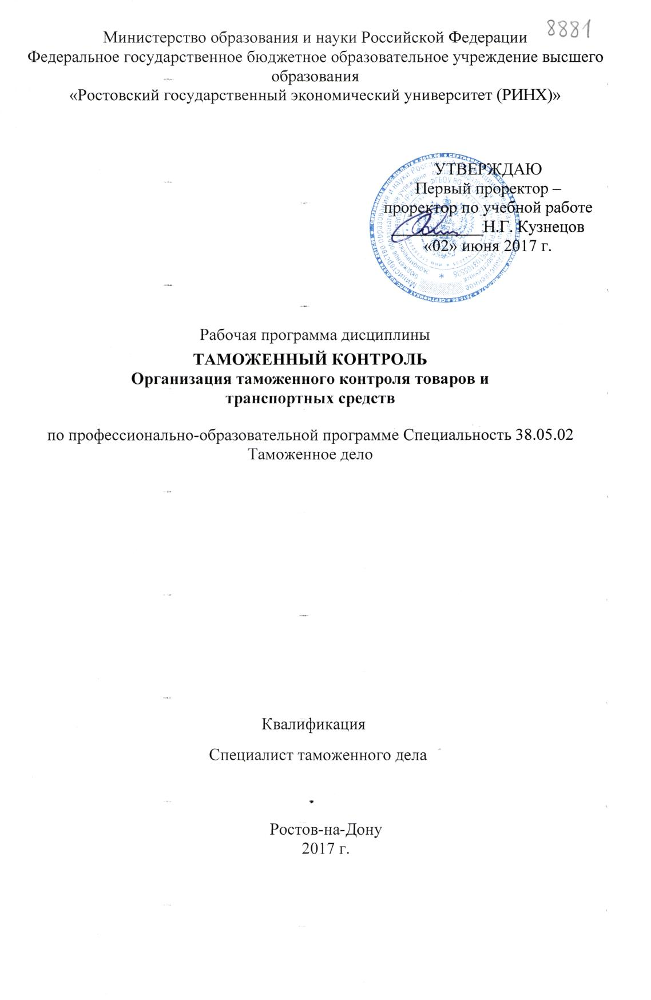 8881
Министерство образования и науки Российской Федерации
Федеральное государственное бюджетное образовательное учреждение высшего
образования
«Ростовский государственный экономический университет (РИНХ)»
УТВЕРЖДАЮ
Первый проректор –
проректор по учебной работе
Н.Г. Кузнецов
«02» июня 2017 г.
Рабочая программа дисциплины
ТАМОЖЕННЫЙ КОНТРОЛЬ
Организация таможенного контроля товаров и
транспортных средств
по профессионально-образовательной программе Специальность 38.05.02
Таможенное дело
Квалификация
Специалист таможенного дела
Ростов-на-Дону
2017 г.